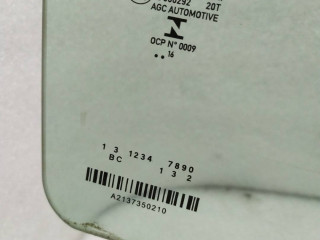 20T
AGC AUTOMOTIVE
OCP N° 0009
16
1 3 1234 7890
BC 1 3 2
A2137350210